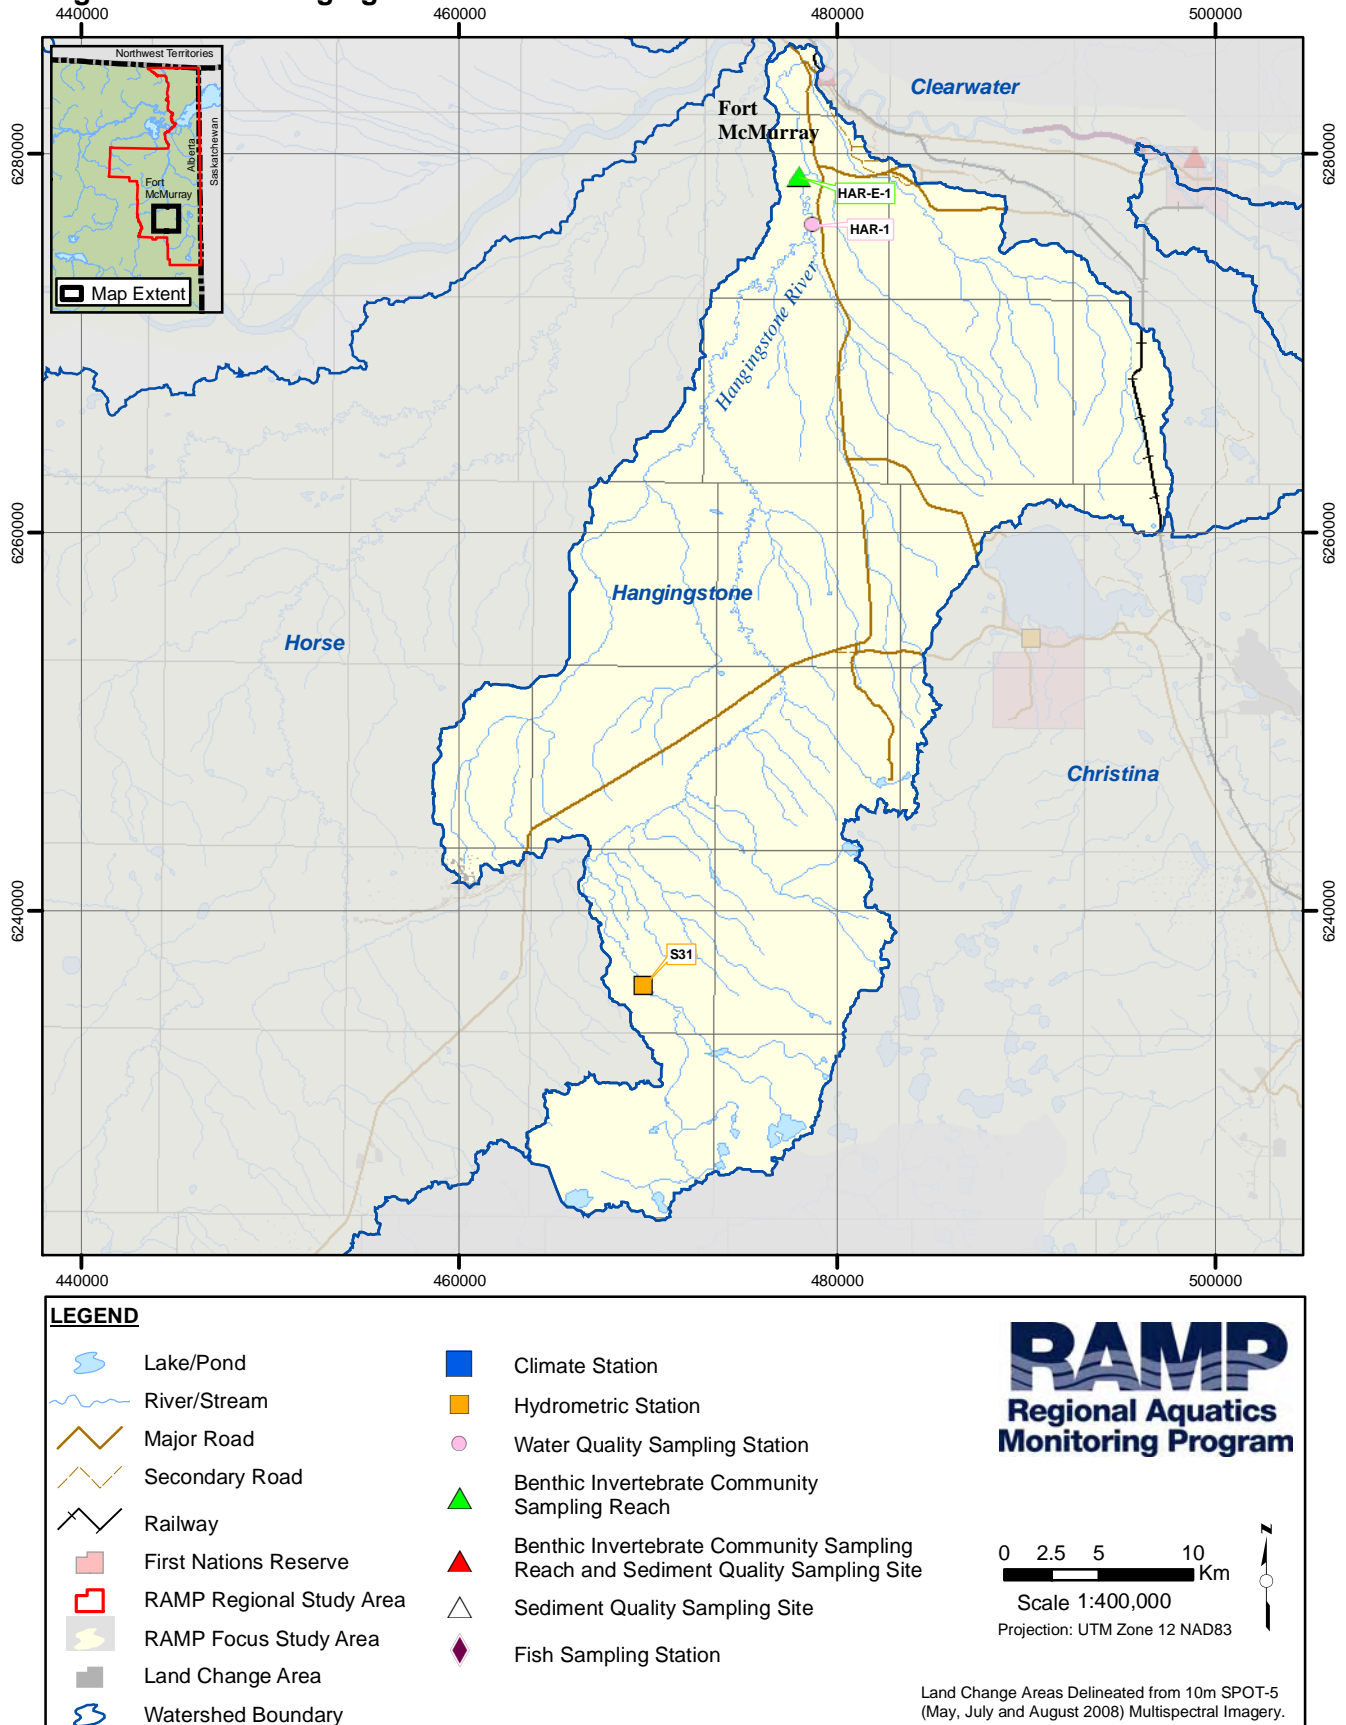 440000
460000
480000
500000
Northwest Territories
Alberta
Saskatchewan
Fort
McMurray
Map Extent
Fort
McMurray
Clearwater
6280000
6280000
HAR-E-1
HAR-1
Hangingstone River
6260000
6260000
Hangingstone
Horse
Christina
6240000
6240000
S31
440000
460000
480000
500000
LEGEND
Lake/Pond
River/Stream
Major Road
Secondary Road
Railway
First Nations Reserve
RAMP Regional Study Area
RAMP Focus Study Area
Land Change Area
Watershed Boundary
Climate Station
Hydrometric Station
Water Quality Sampling Station
Benthic Invertebrate Community
Sampling Reach
Benthic Invertebrate Community Sampling
Reach and Sediment Quality Sampling Site
Sediment Quality Sampling Site
Fish Sampling Station
RAMP
Regional Aquatics
Monitoring Program
0 2.5 5 10
Km
Scale 1:400,000
Projection: UTM Zone 12 NAD83
N
Land Change Areas Delineated from 10m SPOT-5
(May, July and August 2008) Multispectral Imagery.